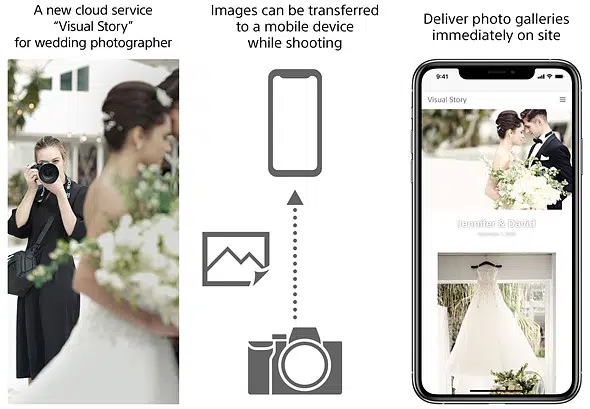 A new cloud service
“Visual Story”
for wedding photographer
Images can be transferred
to a mobile device
while shooting
Deliver photo galleries
immediately on site
9:41
Visual Story
Jennifer & David